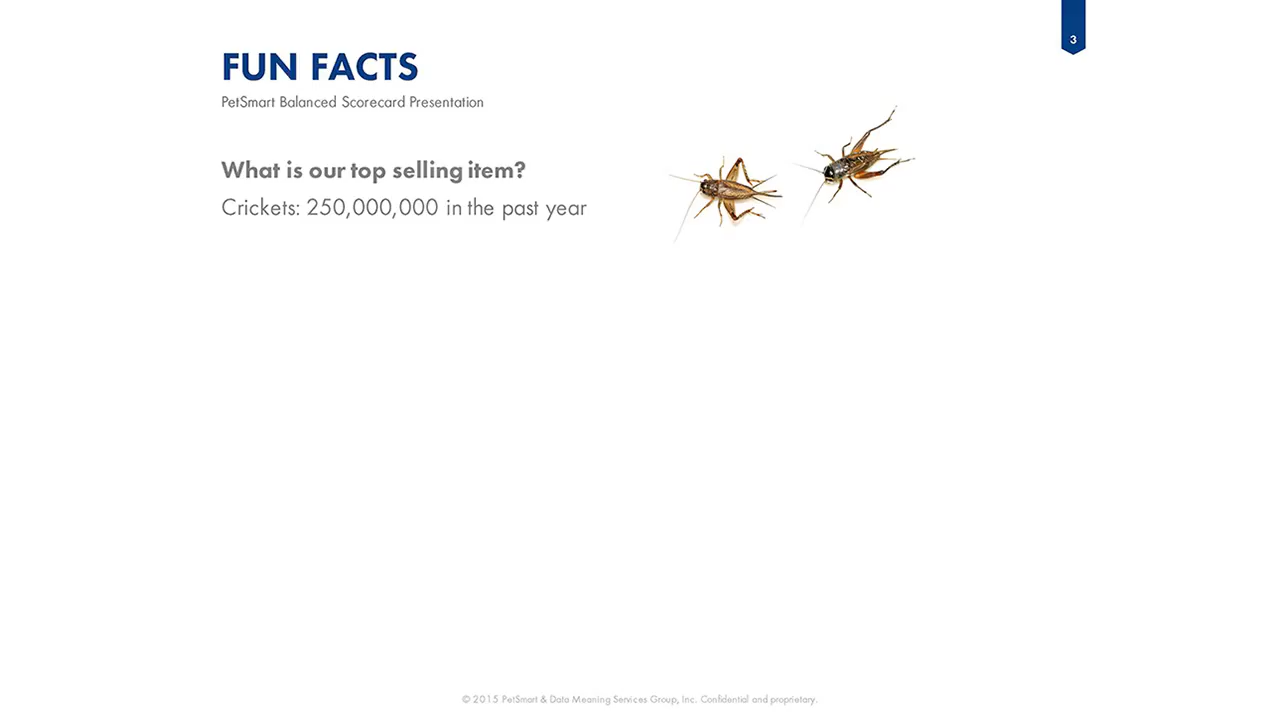 3
FUN FACTS
PetSmart Balanced Scorecard Presentation
What is our top selling item?
Crickets: 250,000,000 in the past year
© 2015 PetSmart & Data Meaning Services Group, Inc. Confidential and proprietary.